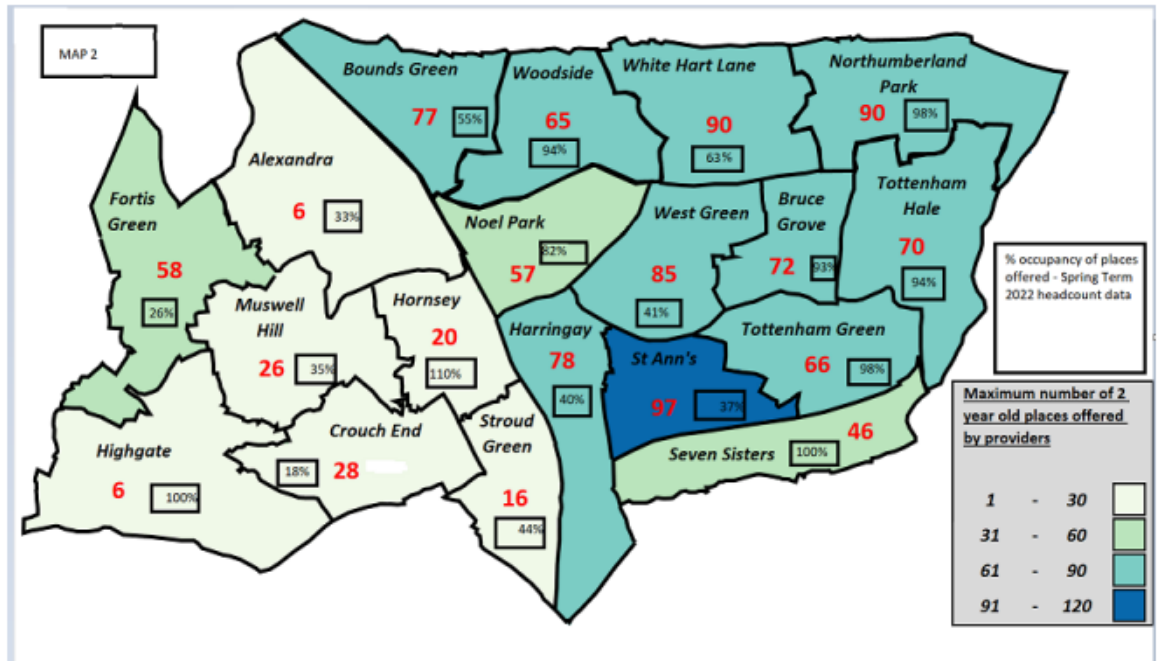 MAP 2
Bounds Green
77
55%
Woodside
65
94%
White Hart Lane
90
63%
Northumberland
Park
90
98%
Alexandra
6
33%
Fortis
Green
58
26%
Noel Park
82%
57
West Green
85
41%
Bruce
Grove
72
93%
Tottenham
Hale
70
94%
% occupancy of places
offered - Spring Term
2022 headcount data
Muswell
Hill
26
35%
Hornsey
20
110%
Harringay
78
40%
St Ann's
97
37%
Tottenham Green
66
98%
Highgate
6
100%
Crouch End
18%
28
Stroud
Green
16
44%
Seven Sisters
100%
46
Maximum number of 2
year old places offered
by providers
1 - 30
31 - 60
61 - 90
91 - 120